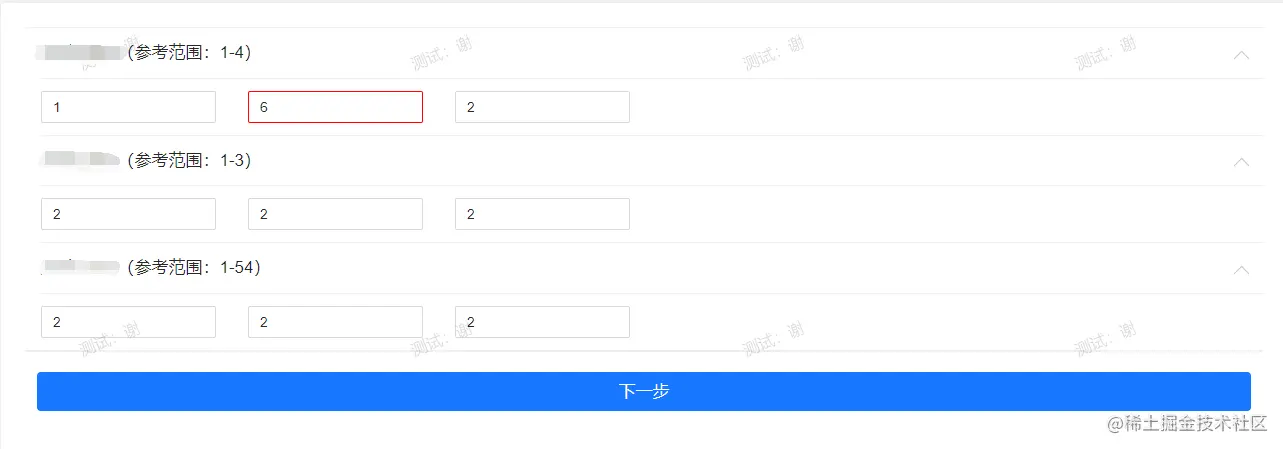 （参考范围：1-4）
测试：谢 测试：谢 测试：谢 测试：谢
1 6 2
（参考范围：1-3）
2 2 2
（参考范围：1-54）
2 2 2
测试：谢 测试：谢 测试：谢 测试：谢
下一步
@稀土掘金技术社区